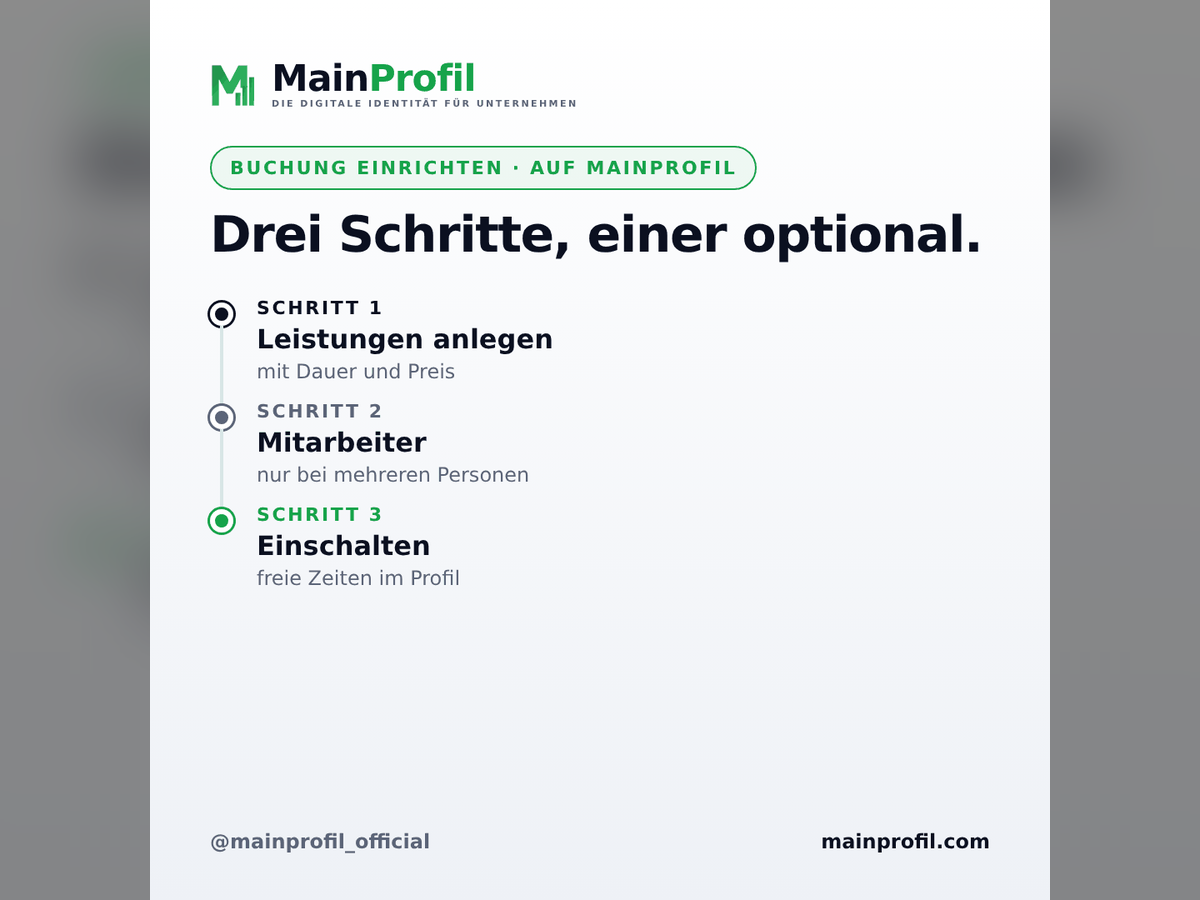 MainProfil
DIE DIGITALE IDENTITÄT FÜR UNTERNEHMEN
BUCHUNG EINRICHTEN · AUF MAINPROFIL
Drei Schritte, einer optional.
SCHRITT 1
Leistungen anlegen
mit Dauer und Preis
SCHRITT 2
Mitarbeiter
nur bei mehreren Personen
SCHRITT 3
Einschalten
freie Zeiten im Profil
@mainprofil_official
mainprofil.com